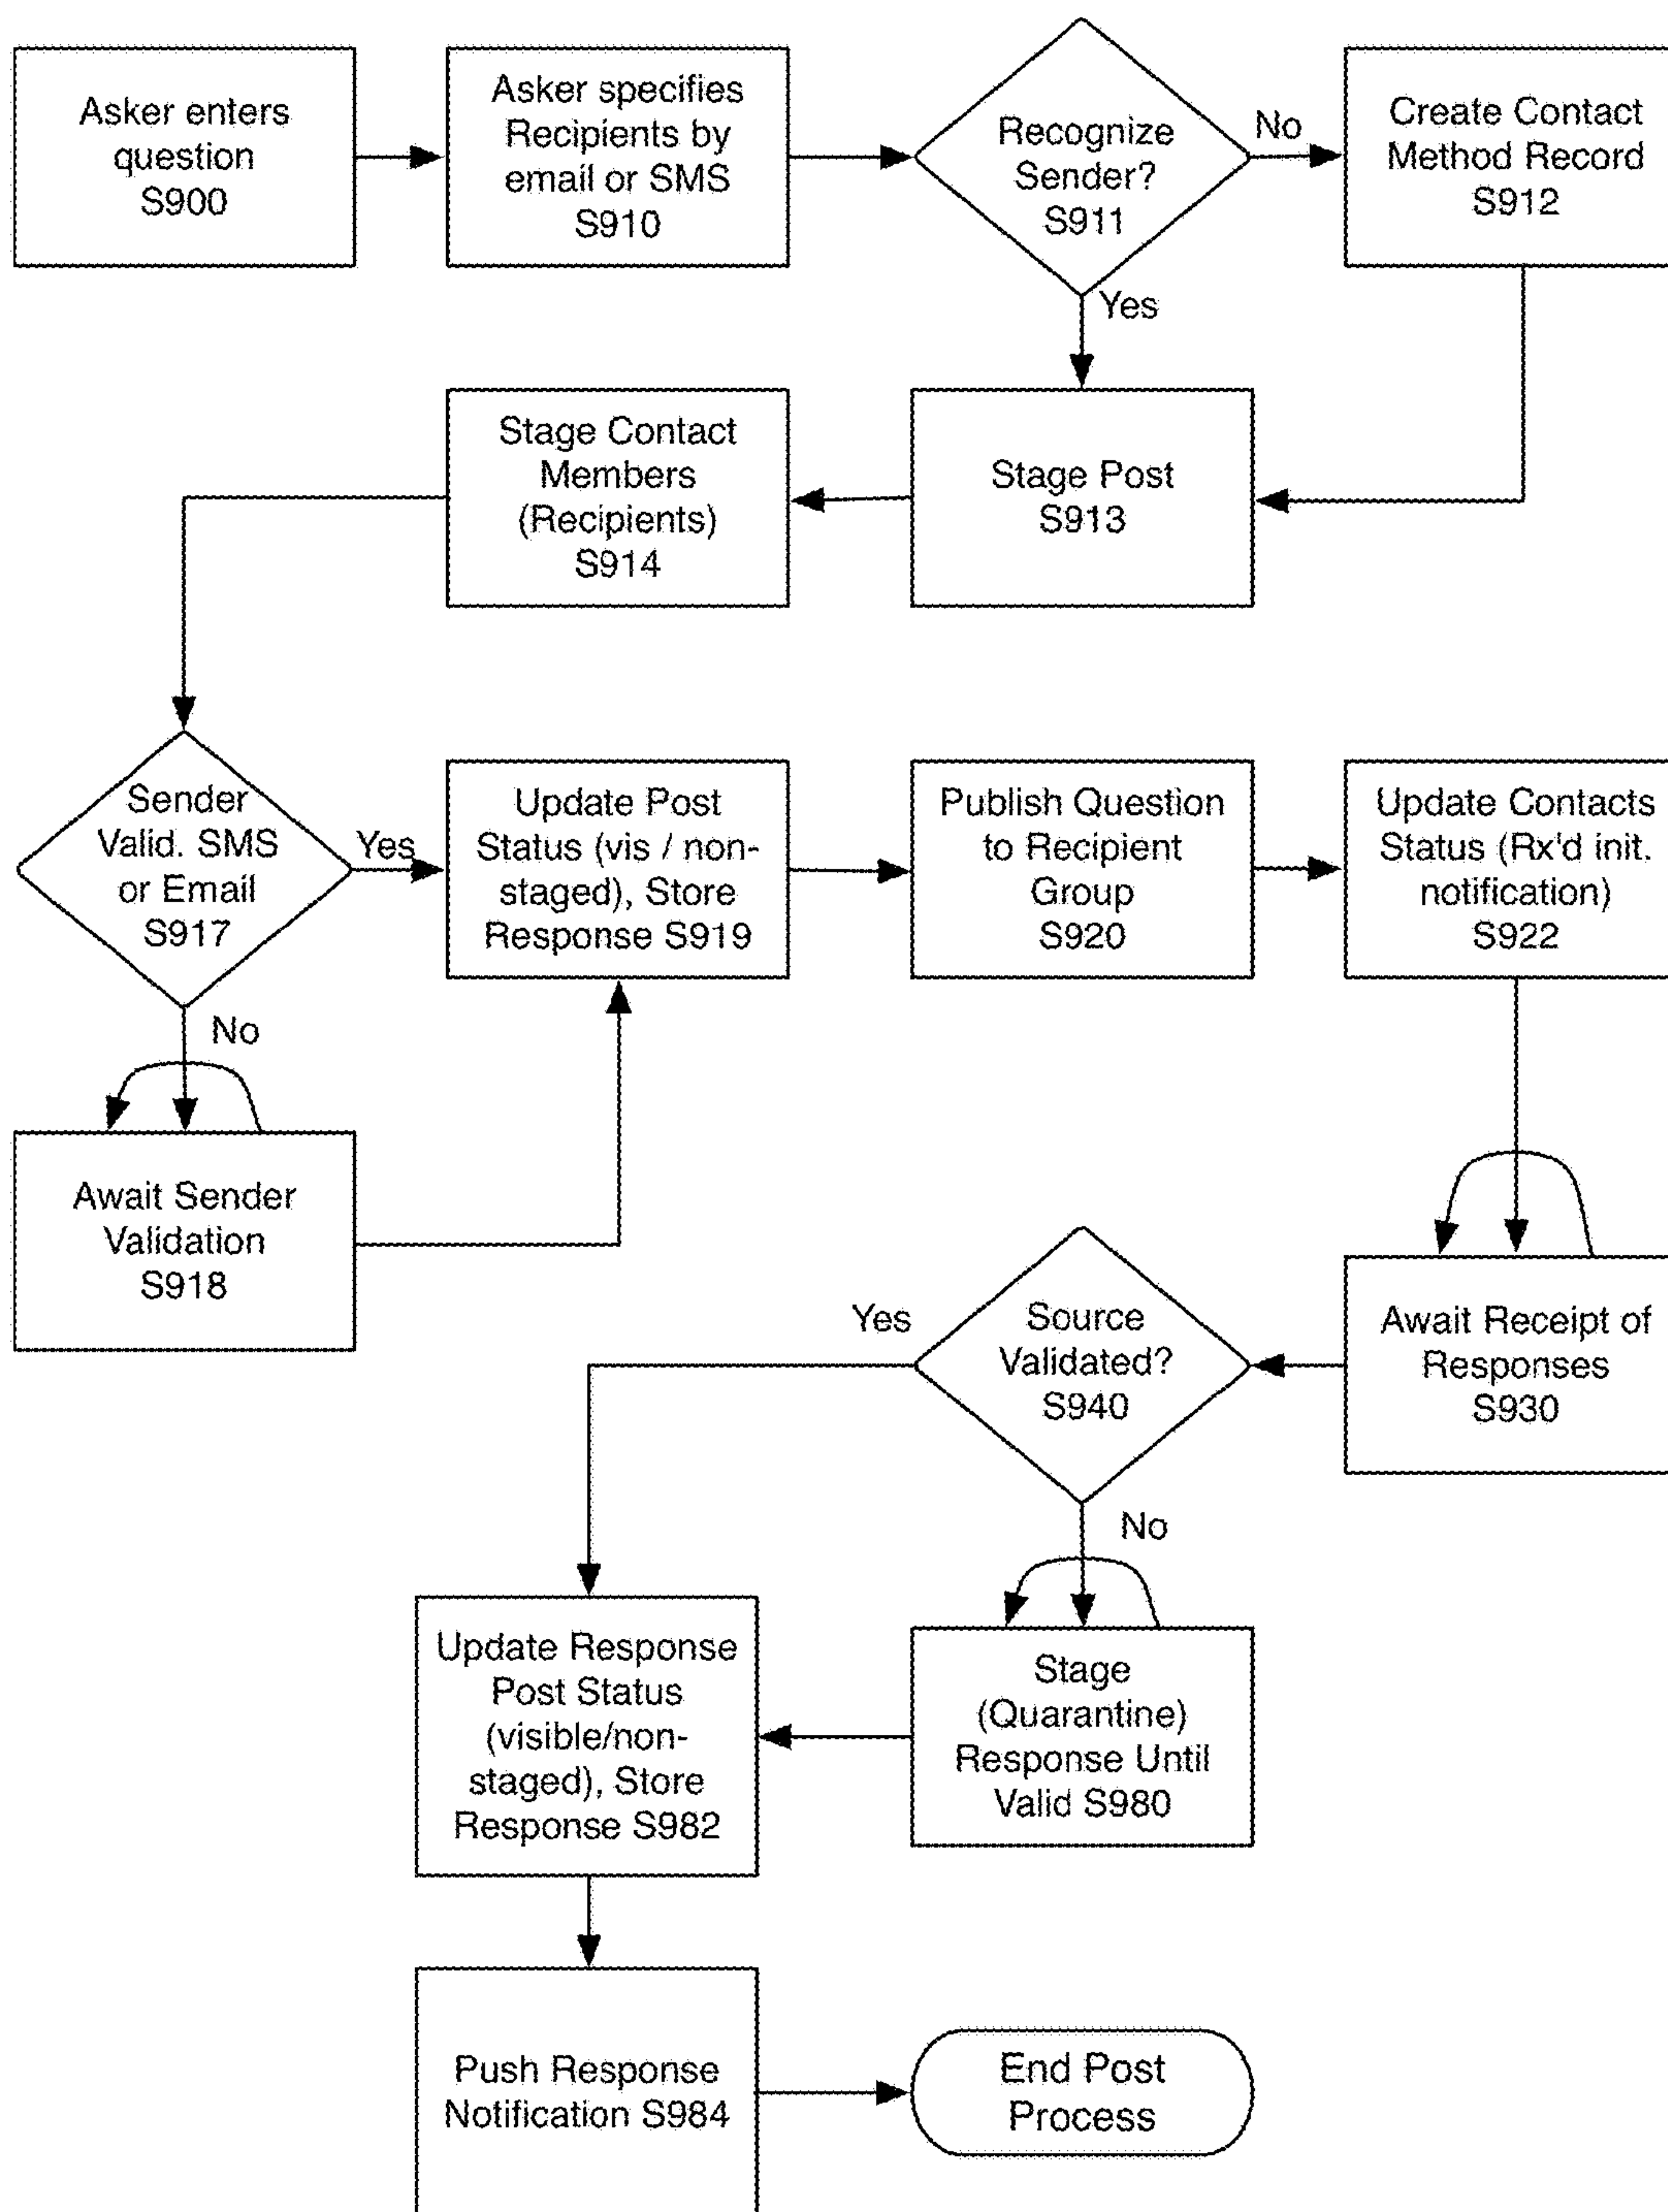 Asker enters
question
S900
Asker specifies
Recipients by
email or SMS
S910
Recognize
Sender?
S911
No
Create Contact
Method Record
S912
Yes
Stage Contact
Members
(Recipients)
S914
Stage Post
S913
Sender
Valid. SMS
or Email
S917
Yes
Update Post
Status (vis / non-
staged), Store
Response S919
Publish Question
to Recipient
Group
S920
Update Contacts
Status (Rx'd init.
notification)
S922
No
Await Sender
Validation
S918
Yes
Source
Validated?
S940
Await Receipt of
Responses
S930
No
Update Response
Post Status
(visible/non-
staged), Store
Response S982
Stage
(Quarantine)
Response Until
Valid S980
Push Response
Notification S984
End Post
Process